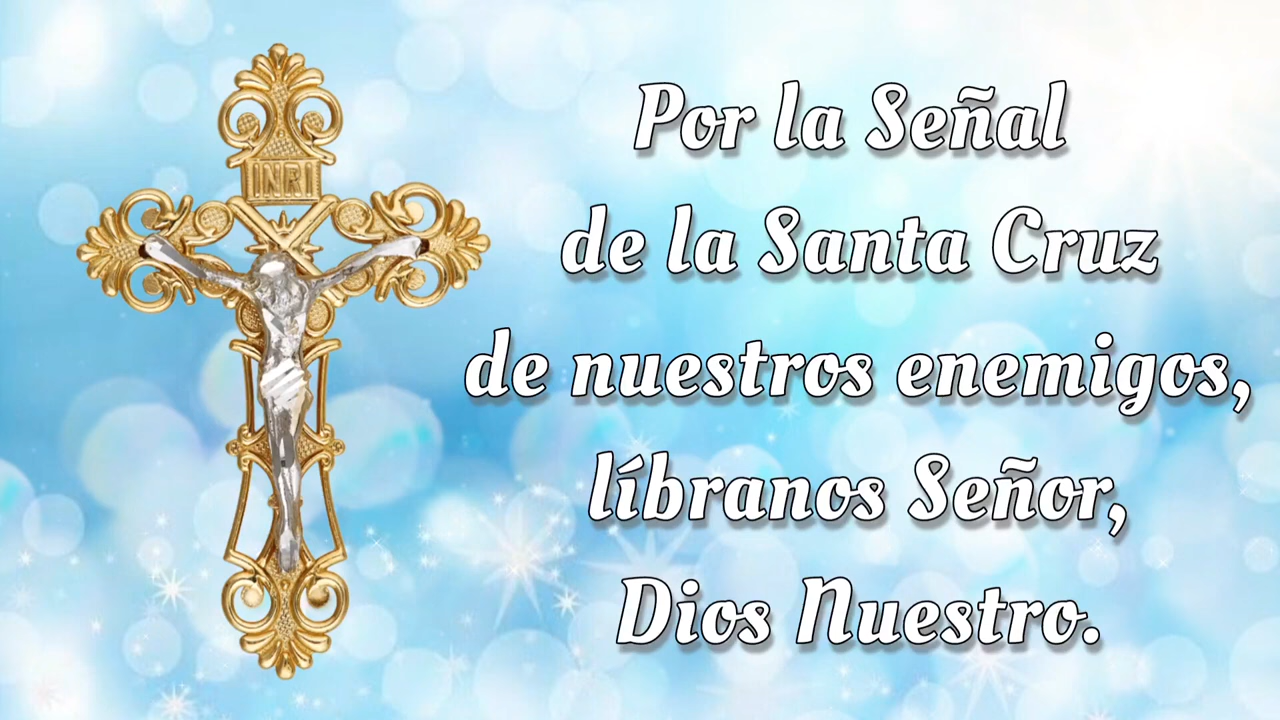 INRI
Por la Señal
de la Santa Cruz
de nuestros enemigos,
líbranos Señor,
Dios Nuestro.